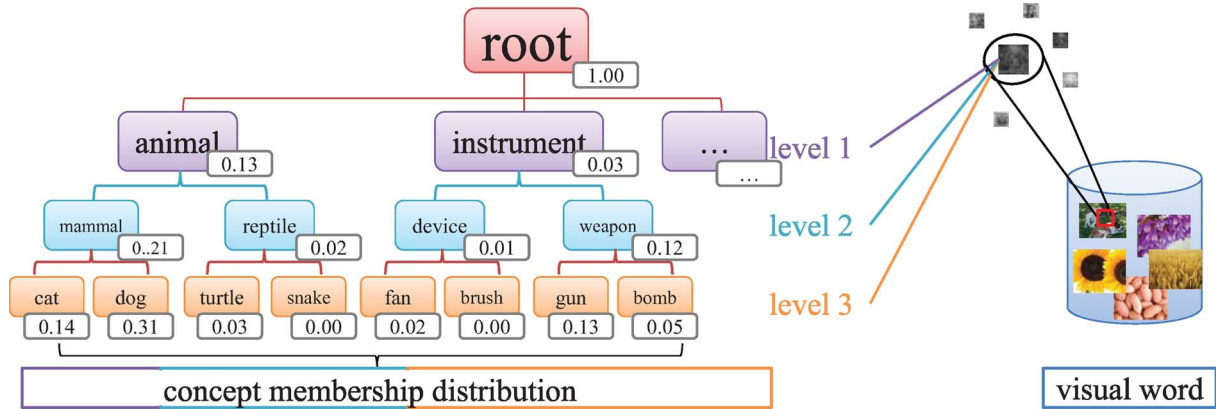 root
1.00
animal
0.13
instrument
0.03
...
...
level 1
mammal
0..21
reptile
0.02
device
0.01
weapon
0.12
level 2
cat
0.14
dog
0.31
turtle
0.03
snake
0.00
fan
0.02
brush
0.00
gun
0.13
bomb
0.05
level 3
concept membership distribution
visual word